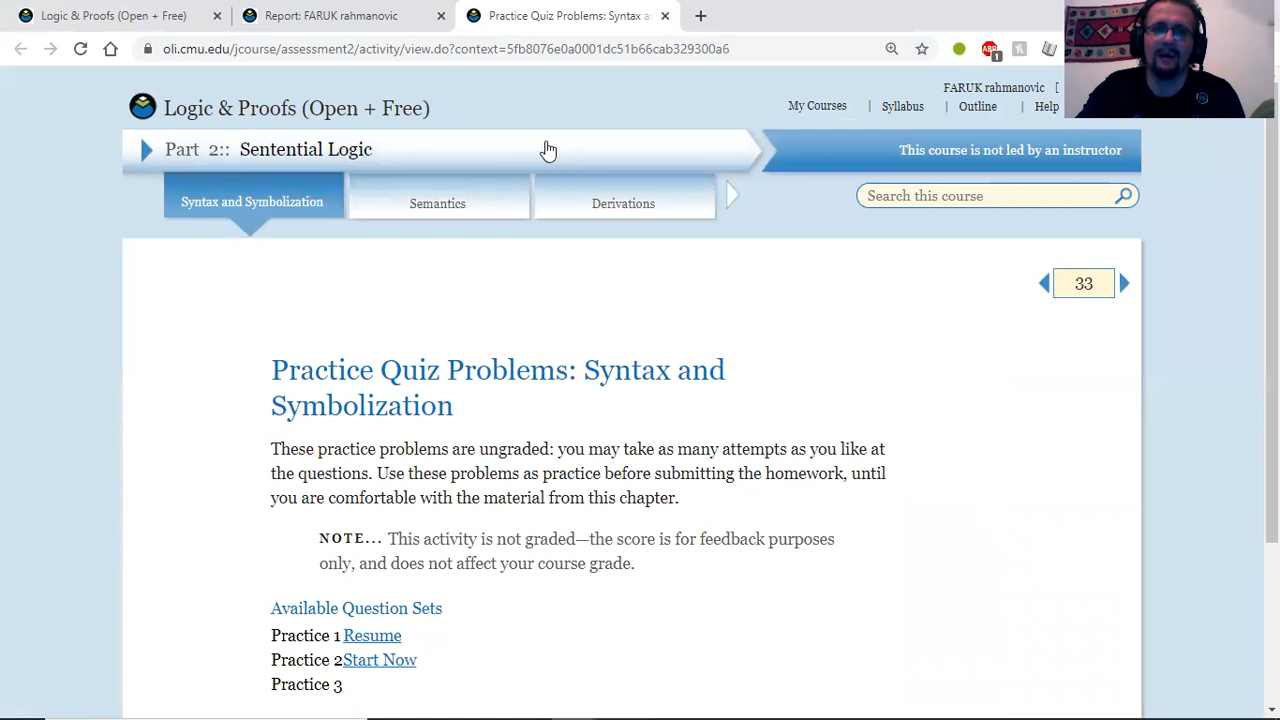 Logic & Proofs (Open + Free)
Report: FARUK rahmanovic
Practice Quiz Problems: Syntax a
oli.cmu.edu/jcourse/assessment2/activity/view.do?context=5fb8076e0a0001dc51b66cab329300a6
ABP
1
FARUK rahmanovic [
Logic & Proofs (Open + Free)
My Courses | Syllabus | Outline | Help
Part 2:: Sentential Logic
This course is not led by an instructor
Syntax and Symbolization
Semantics
Derivations
Search this course
33
Practice Quiz Problems: Syntax and
Symbolization
These practice problems are ungraded: you may take as many attempts as you like at
the questions. Use these problems as practice before submitting the homework, until
you are comfortable with the material from this chapter.
NOTE... This activity is not graded—the score is for feedback purposes
only, and does not affect your course grade.
Available Question Sets
Practice 1 Resume
Practice 2 Start Now
Practice 3